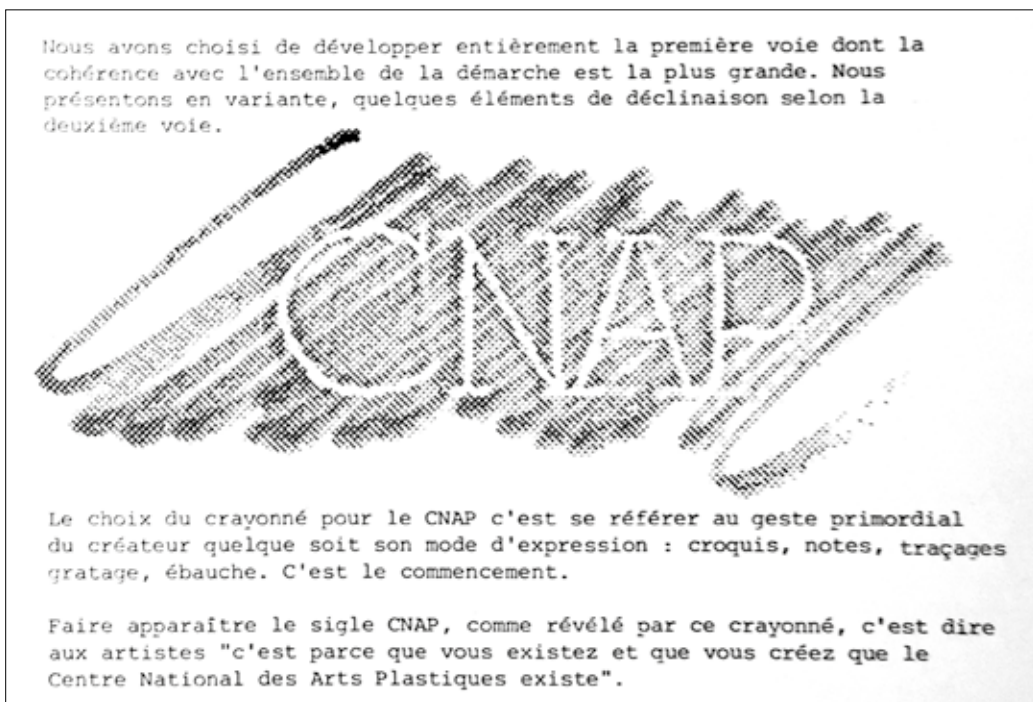 Nous avons choisi de développer entièrement la première voie dont la
cohérence avec l'ensemble de la démarche est la plus grande. Nous
présentons en variante, quelques éléments de déclinaison selon la
deuxième voie.
CNAP
Le choix du crayonné pour le CNAP c'est se référer au geste primordial
du créateur quelque soit son mode d'expression : croquis, notes, traçages
gratage, ébauche. C'est le commencement.
Faire apparaître le sigle CNAP, comme révélé par ce crayonné, c'est dire
aux artistes "c'est parce que vous existez et que vous créez que le
Centre National des Arts Plastiques existe".